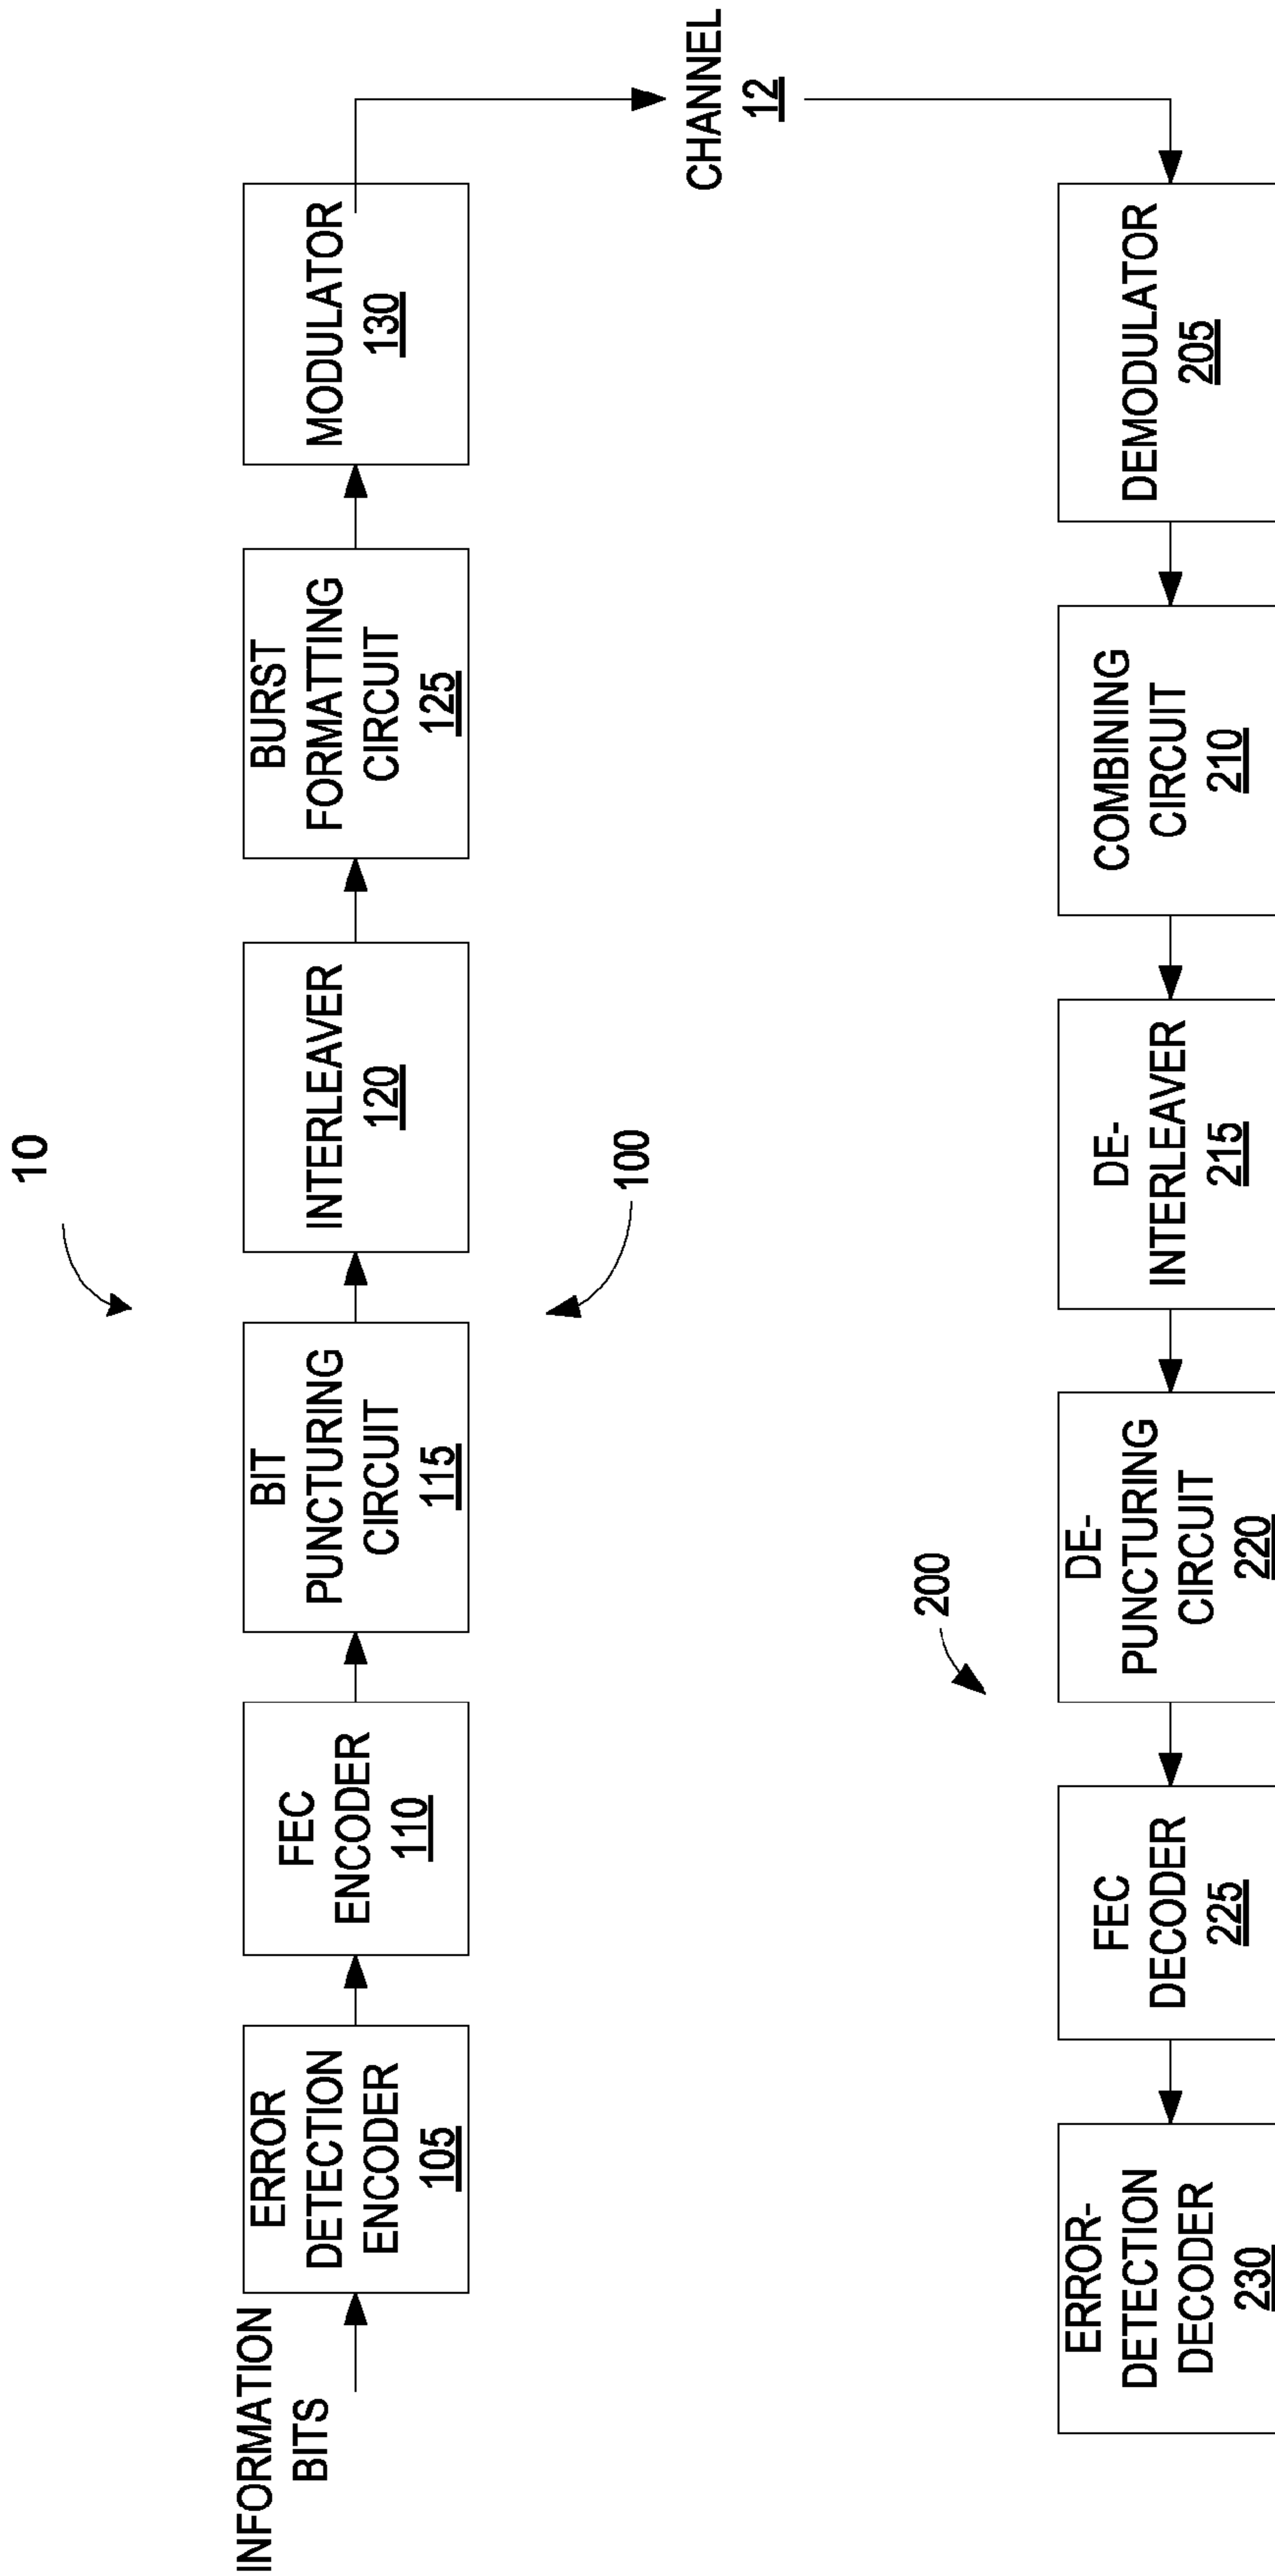 10
INFORMATION
BITS
ERROR
DETECTION
ENCODER
105
FEC
ENCODER
110
BIT
PUNCTURING
CIRCUIT
115
INTERLEAVER
120
BURST
FORMATTING
CIRCUIT
125
MODULATOR
130
100
CHANNEL
12
200
ERROR-
DETECTION
DECODER
230
FEC
DECODER
225
DE-
PUNCTURING
CIRCUIT
220
DE-
INTERLEAVER
215
COMBINING
CIRCUIT
210
DEMODULATOR
205